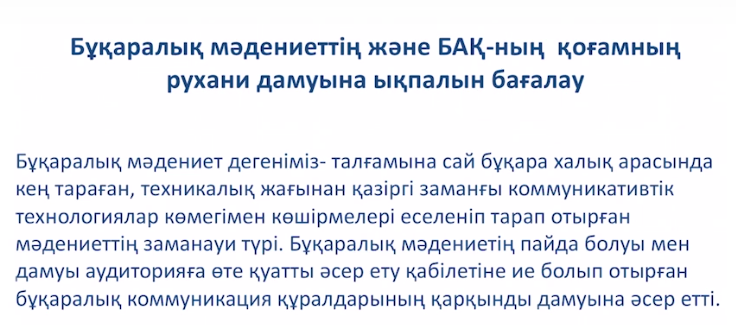 Бұқаралық мәдениеттің және БАҚ-ның қоғамның
рухани дамуына ықпалын бағалау
Бұқаралық мәдениет дегеніміз- талғамына сай бұқара халық арасында
кең тараған, техникалық жағынан қазіргі заманғы коммуникативтік
технологиялар көмегімен көшірмелері еселеніп тарап отырған
мәдениеттің заманауи түрі. Бұқаралық мәдениетің пайда болуы мен
дамуы аудиторияға өте қуатты әсер ету қабілетіне ие болып отырған
бұқаралық коммуникация құралдарының қарқынды дамуына әсер етті.